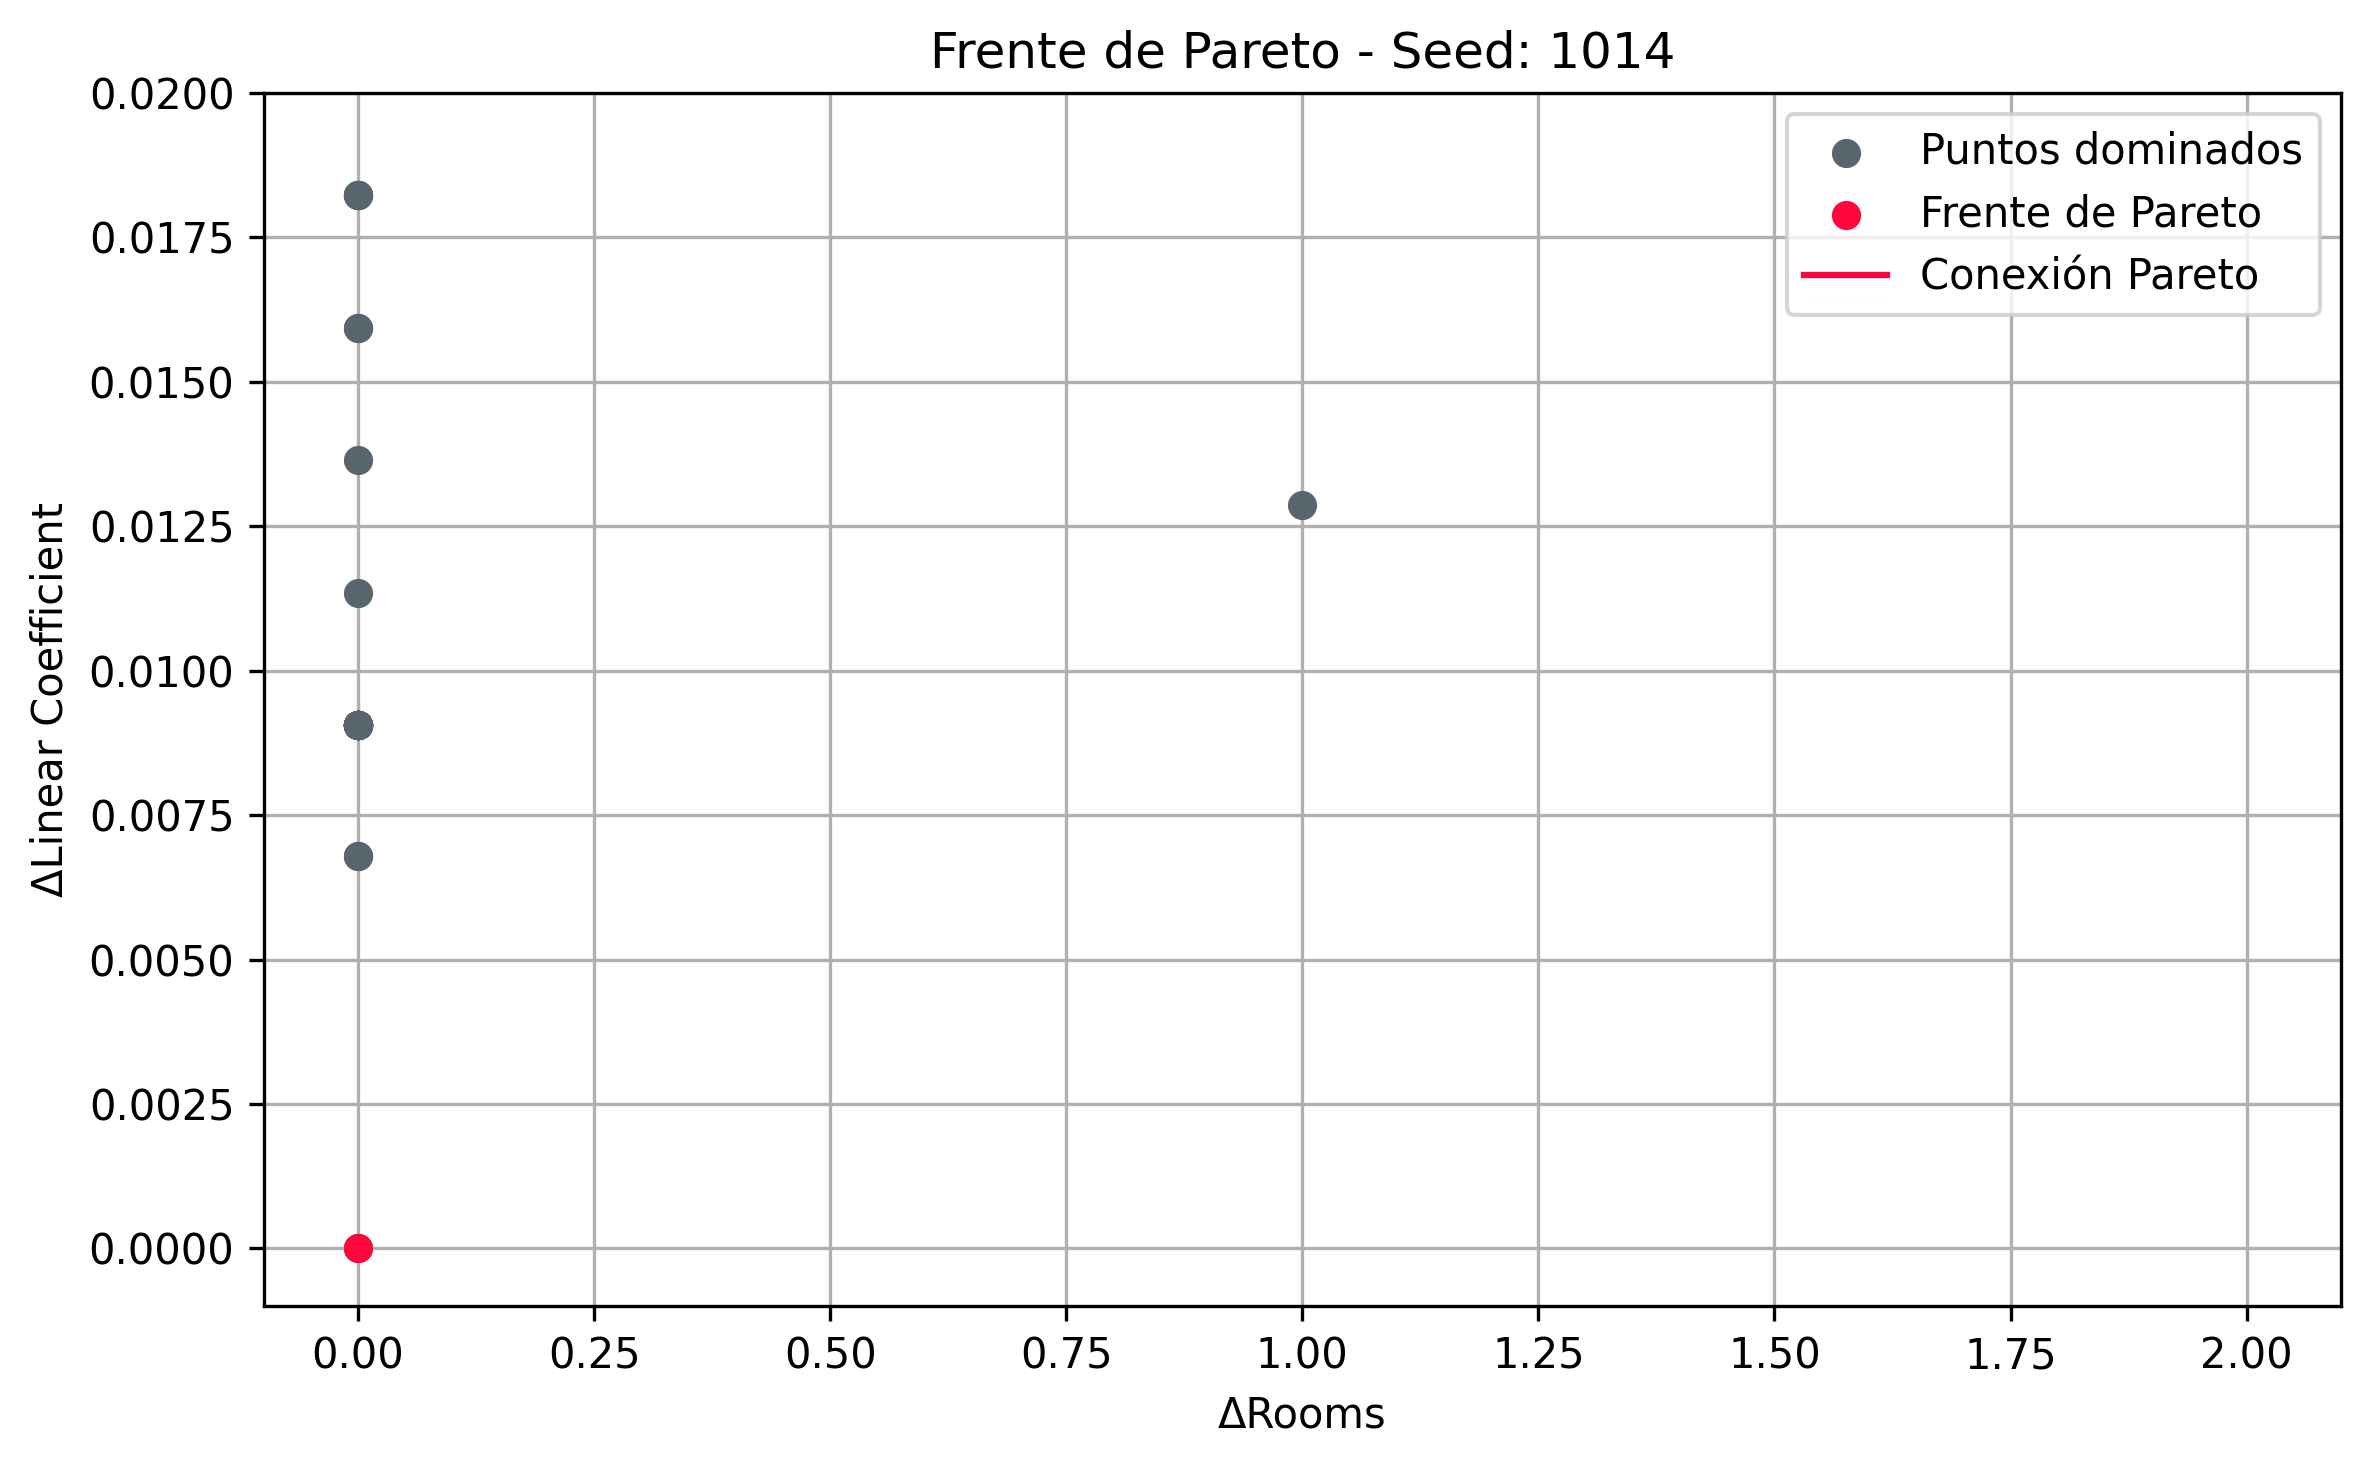 Frente de Pareto - Seed: 1014
0.0200
0.0175
0.0150
0.0125
0.0100
0.0075
0.0050
0.0025
0.0000
ΔLinear Coefficient
Puntos dominados
Frente de Pareto
Conexión Pareto
0.00 0.25 0.50 0.75 1.00 1.25 1.50 1.75 2.00
ΔRooms